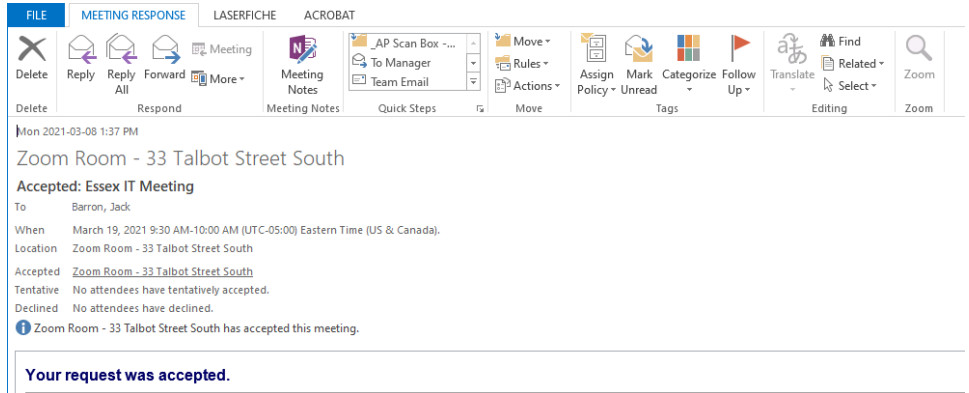 FILE MEETING RESPONSE LASERFICHE ACROBAT
Delete Reply Reply All Forward Meeting More Meeting Notes _AP Scan Box -... To Manager Team Email Move Rules Actions Assign Policy Mark Unread Categorize Follow Up Translate Find Related Select Zoom
Delete Respond Meeting Notes Quick Steps Move Tags Editing Zoom
Mon 2021-03-08 1:37 PM
Zoom Room - 33 Talbot Street South
Accepted: Essex IT Meeting
To Barron, Jack
When March 19, 2021 9:30 AM-10:00 AM (UTC-05:00) Eastern Time (US & Canada).
Location Zoom Room - 33 Talbot Street South
Accepted Zoom Room - 33 Talbot Street South
Tentative No attendees have tentatively accepted.
Declined No attendees have declined.
Zoom Room - 33 Talbot Street South has accepted this meeting.
Your request was accepted.